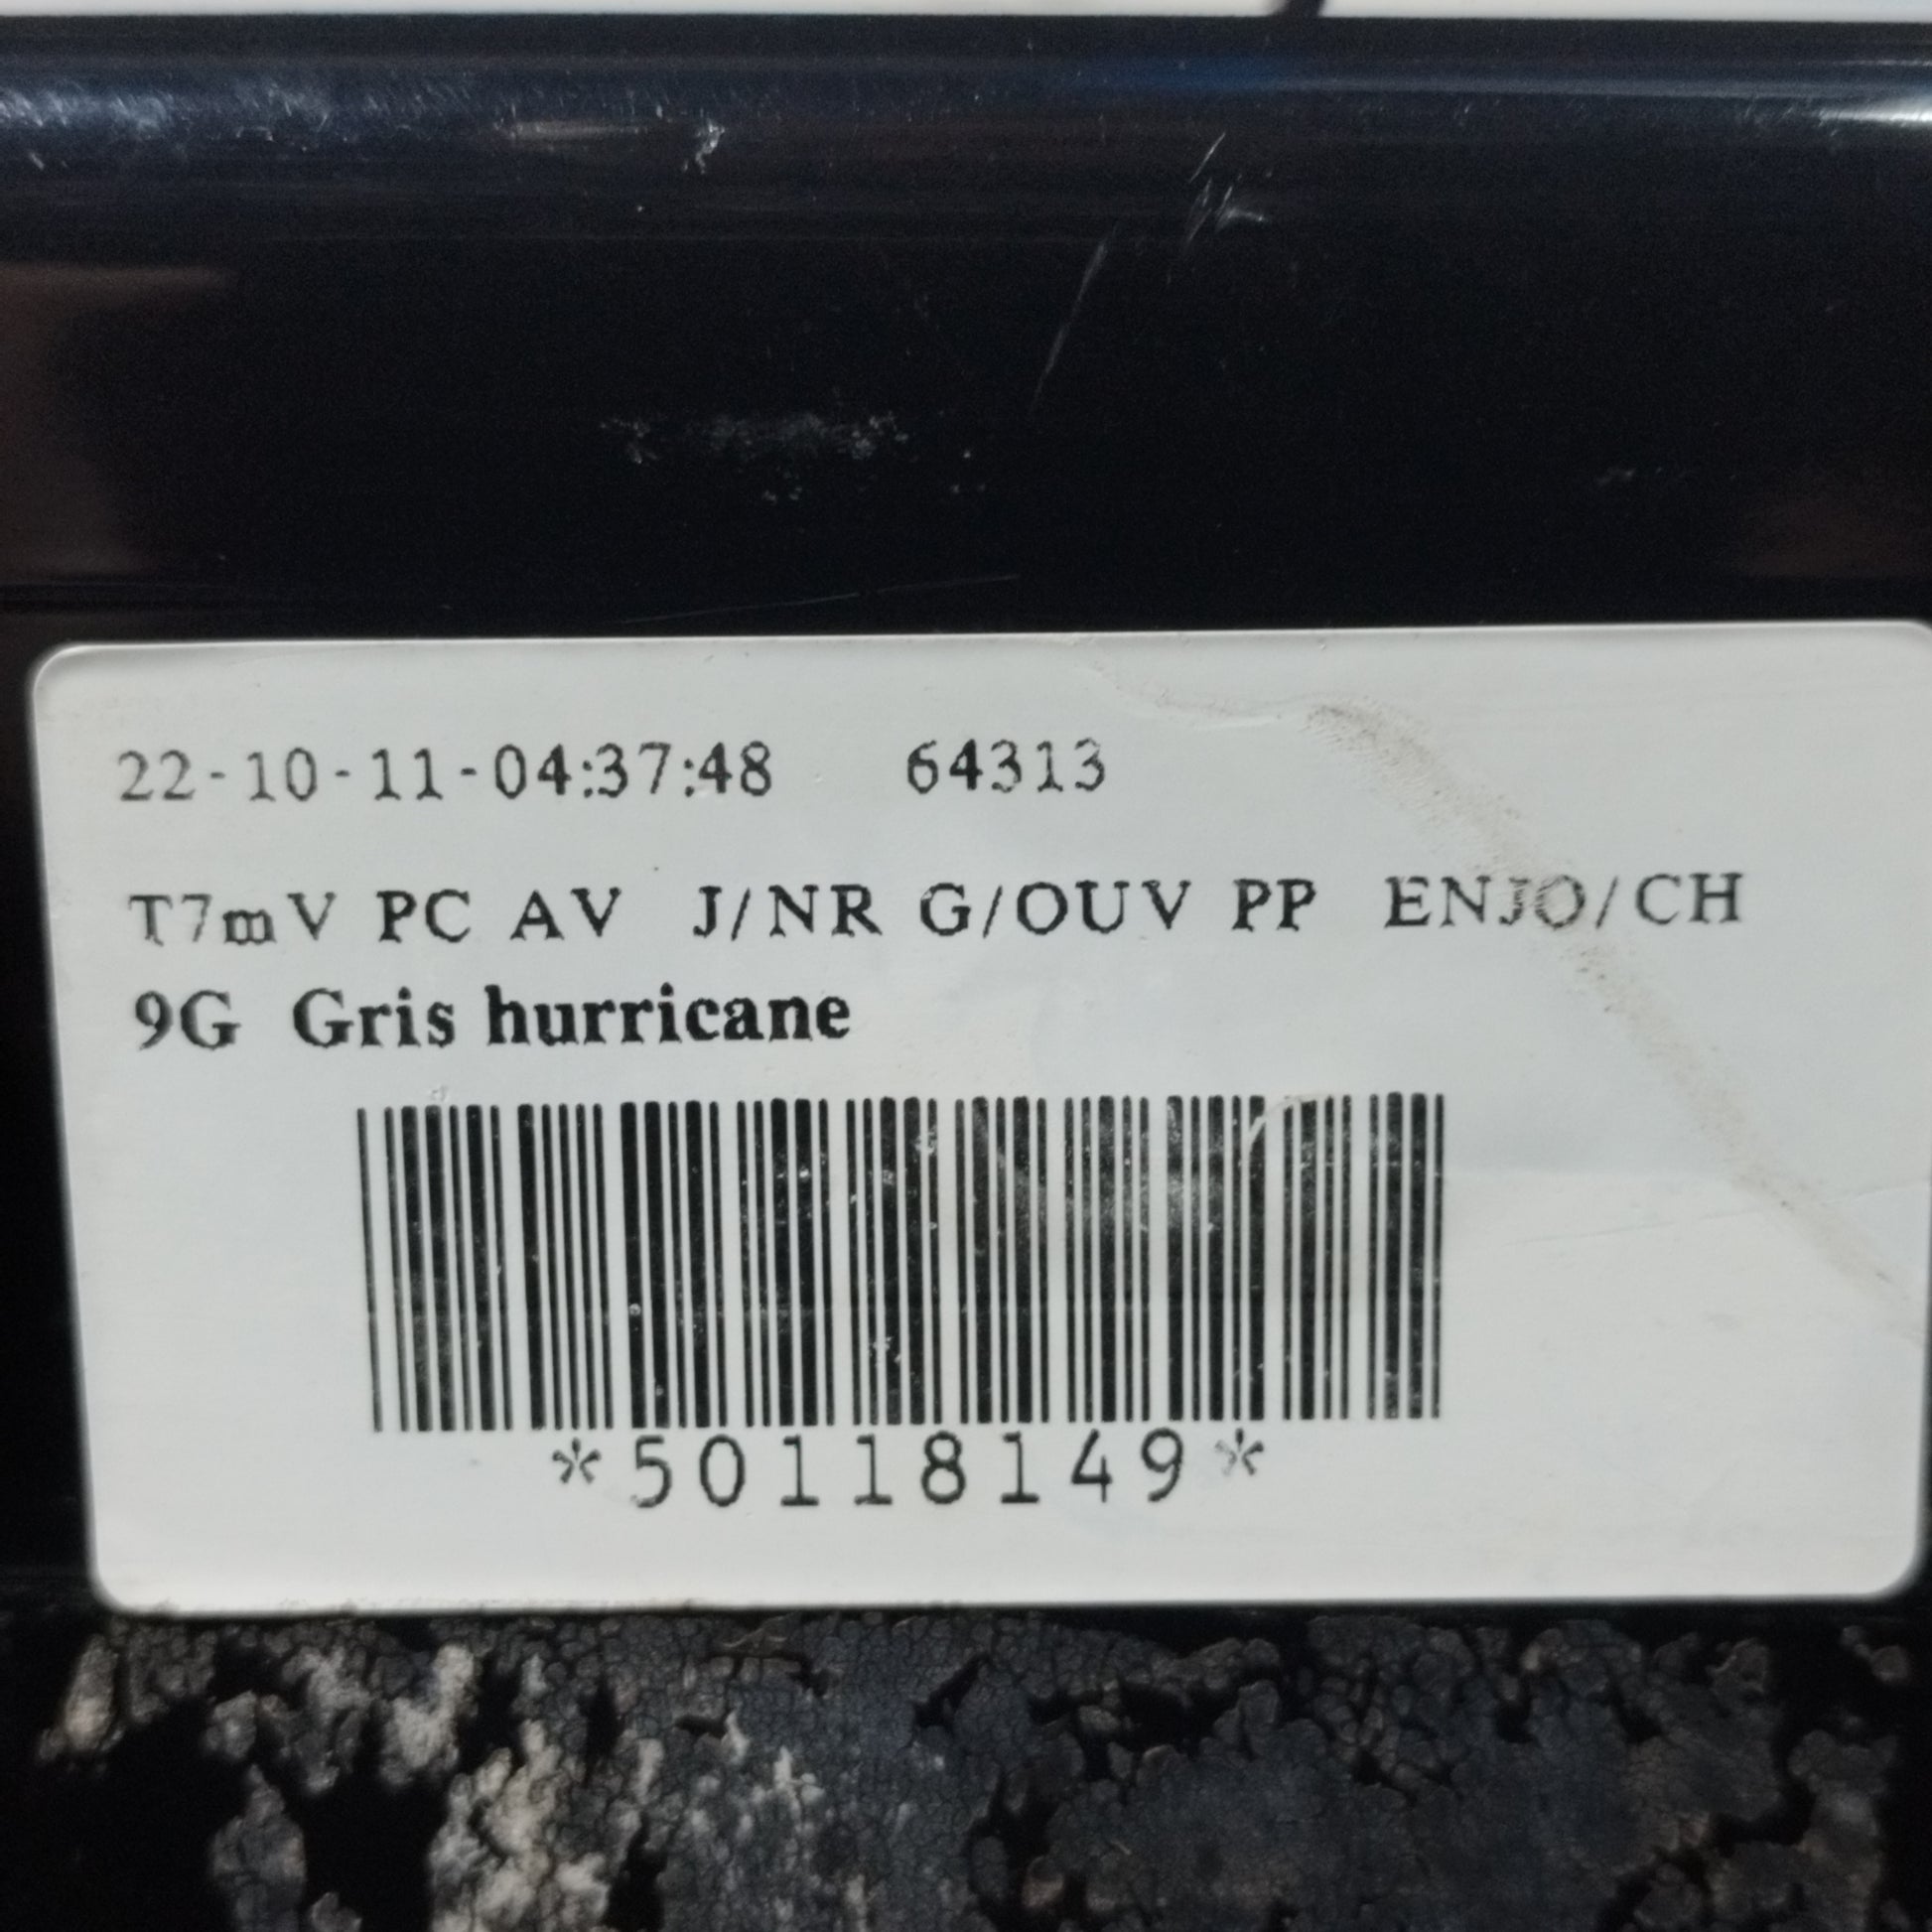 22-10-11-04:37:48 64313
T7mV PC AV J/NR G/OUV PP ENJO/CH
9G Gris hurricane
*50118149*